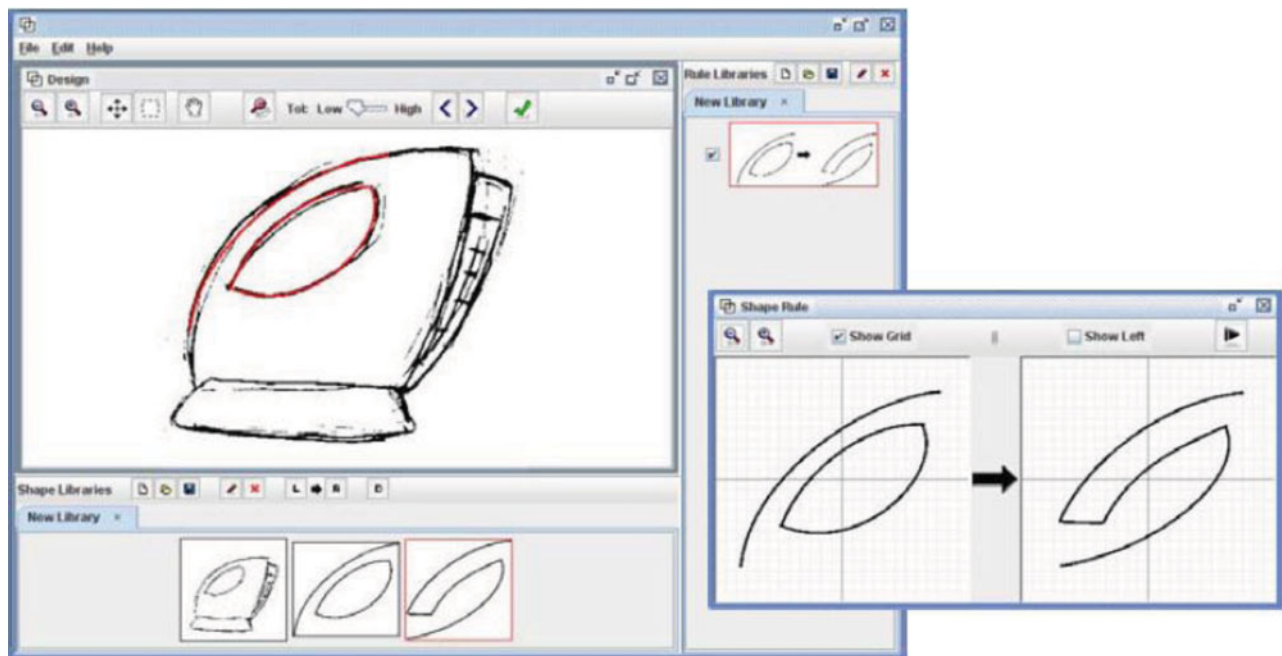 File Edit Help
Design
Tol: Low High
Rule Libraries
New Library ×
Shape Rule
Show Grid
Show Left
Shape Libraries
L R D
New Library ×